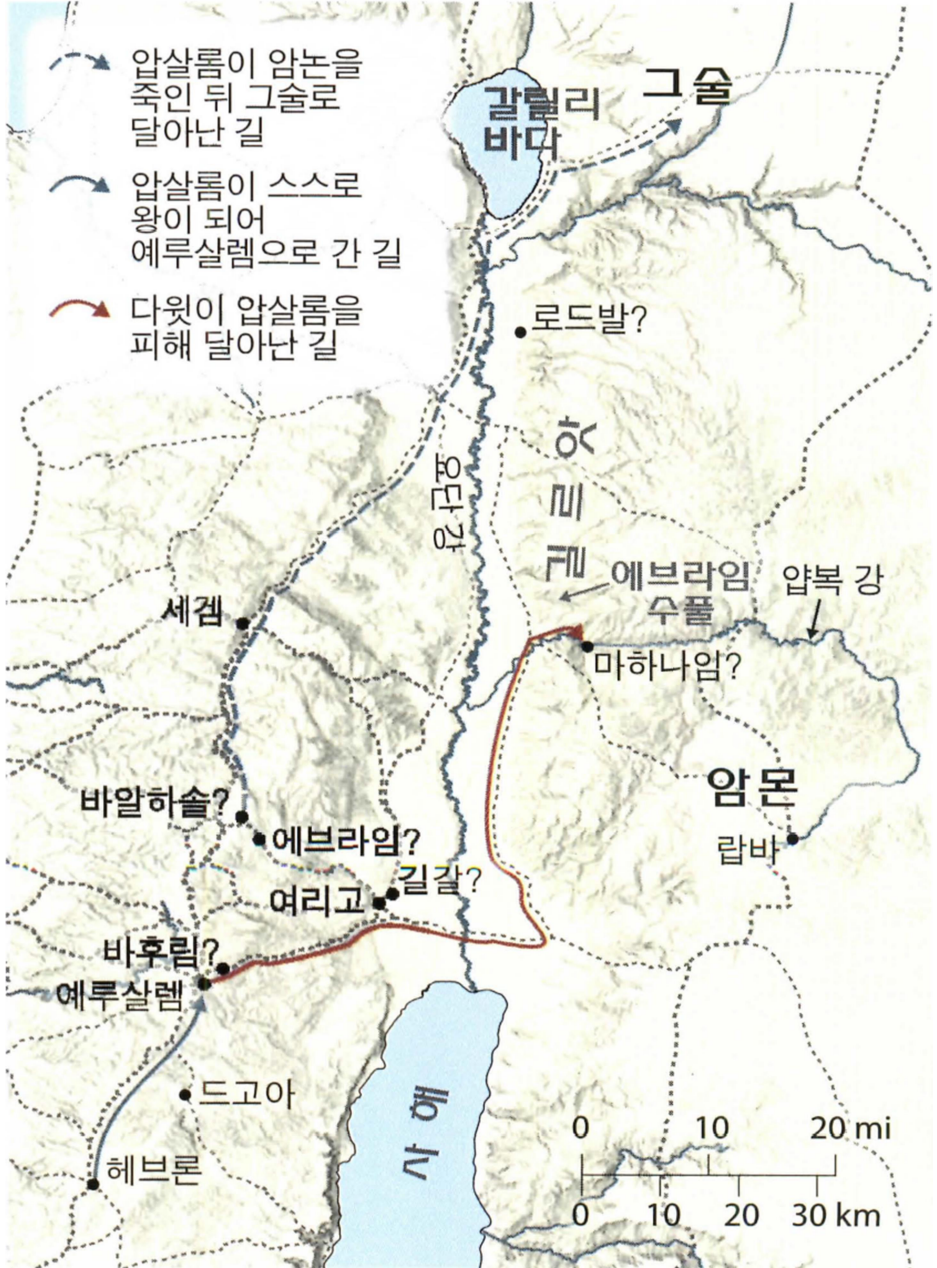 압살롬이 암논을
죽인 뒤 그술로
달아난 길
압살롬이 스스로
왕이 되어
예루살렘으로 간 길
다윗이 압살롬을
피해 달아난 길
그술
갈릴리
바다
로드발?
길르앗
요단 강
에브라임
수풀
얍복 강
세겜
마하나임?
암몬
바알하솔?
에브라임?
랍바
길갈?
여리고
바후림?
예루살렘
드고아
사해
헤브론
0 10 20 mi
0 10 20 30 km